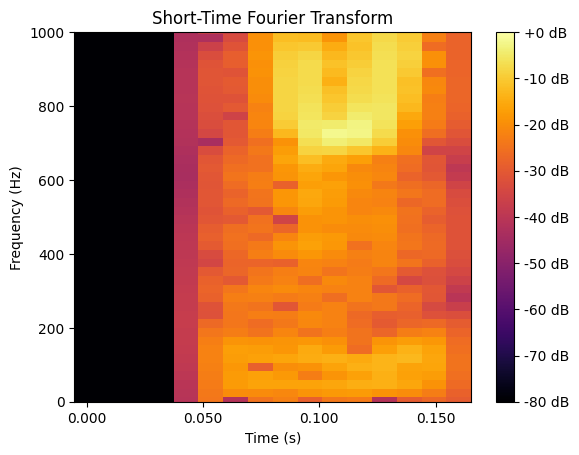 Short-Time Fourier Transform
1000
800
600
400
200
0
Frequency (Hz)
0.000
0.050
0.100
0.150
Time (s)
+0 dB
-10 dB
-20 dB
-30 dB
-40 dB
-50 dB
-60 dB
-70 dB
-80 dB